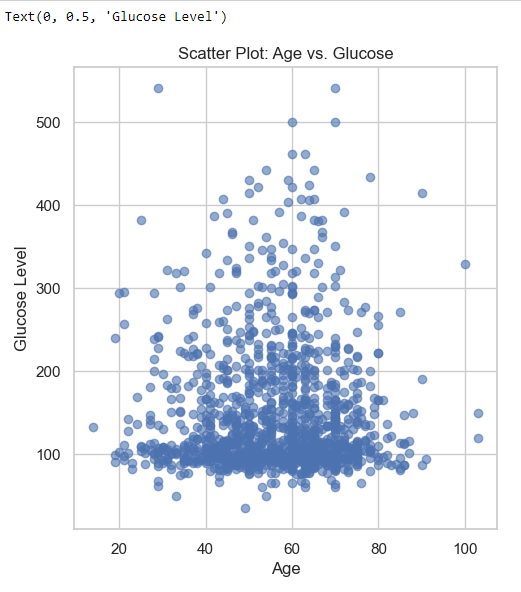 Text(0, 0.5, 'Glucose Level')
Scatter Plot: Age vs. Glucose
500
400
300
200
100
Glucose Level
20 40 60 80 100
Age